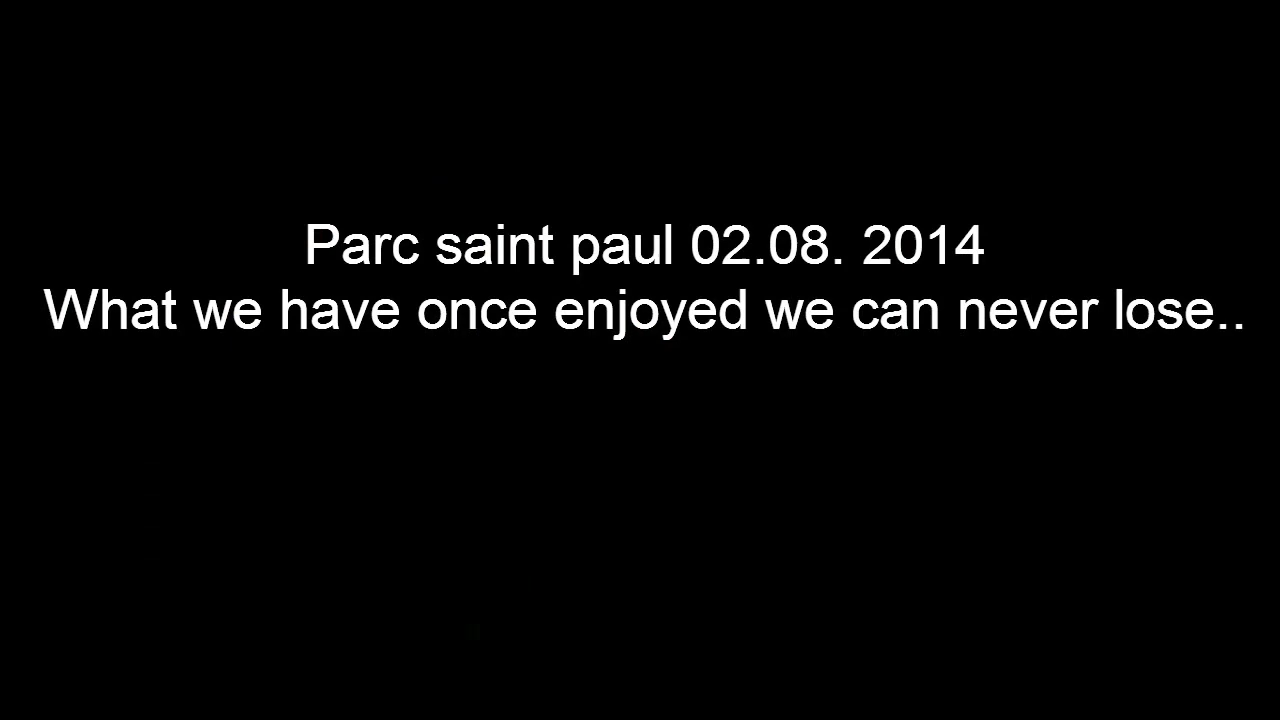 Parc saint paul 02.08. 2014
What we have once enjoyed we can never lose..